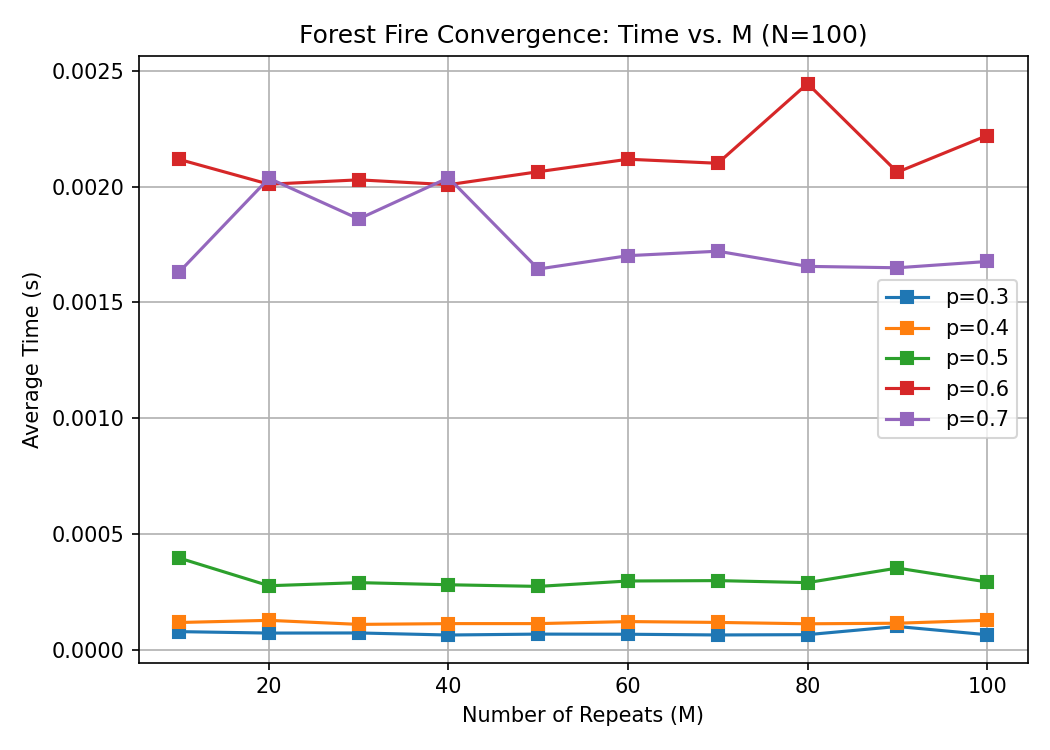 Forest Fire Convergence: Time vs. M (N=100)
Average Time (s)
0.0025
0.0020
0.0015
0.0010
0.0005
0.0000
p=0.3
p=0.4
p=0.5
p=0.6
p=0.7
20 40 60 80 100
Number of Repeats (M)